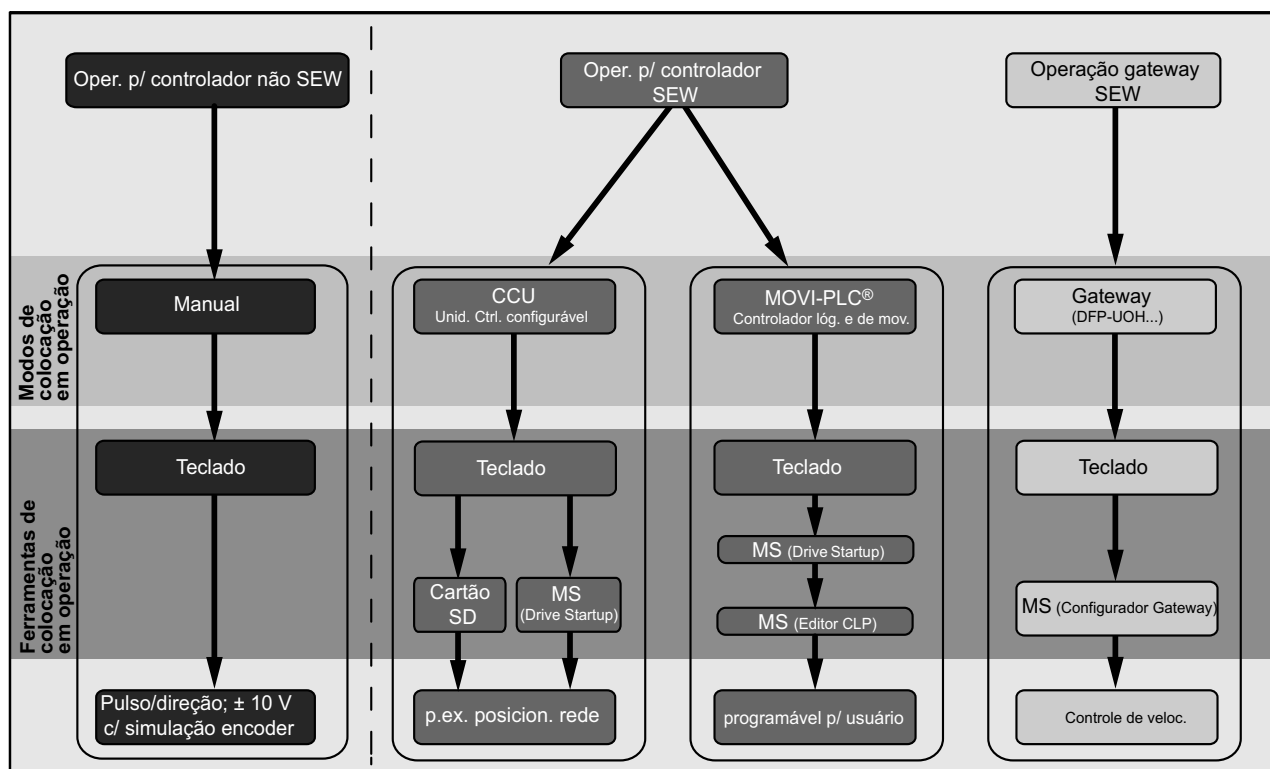 Oper. p/ controlador não SEW
Oper. p/ controlador
SEW
Operação gateway
SEW
Modos de
colocação
em operação
Manual
CCU
Unid. Ctrl. configurável
MOVI-PLC®
Controlador lóg. e de mov.
Gateway
(DFP-UOH...)
Ferramentas de
colocação
em operação
Teclado
Teclado
Teclado
Teclado
MS (Drive Startup)
Cartão
SD
MS
(Drive Startup)
MS (Editor CLP)
MS (Configurador Gateway)
Pulso/direção; ± 10 V
c/ simulação encoder
p.ex. posicion. rede
programável p/ usuário
Controle de veloc.